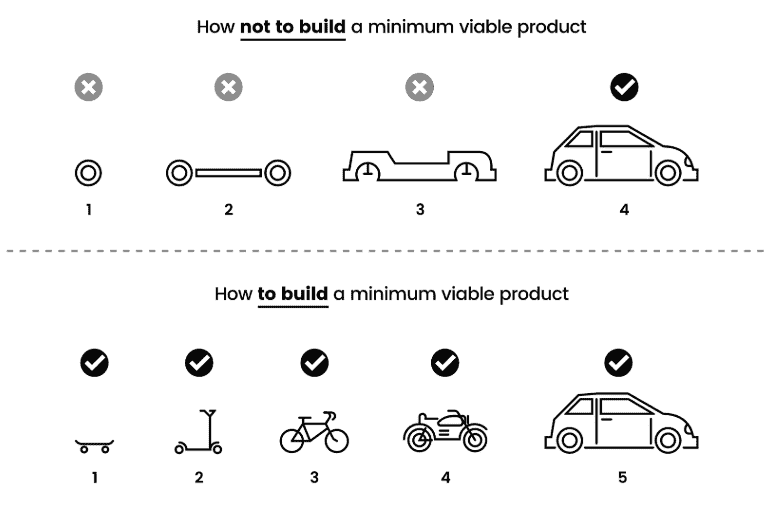 How not to build a minimum viable product
1 2 3 4
How to build a minimum viable product
1 2 3 4 5